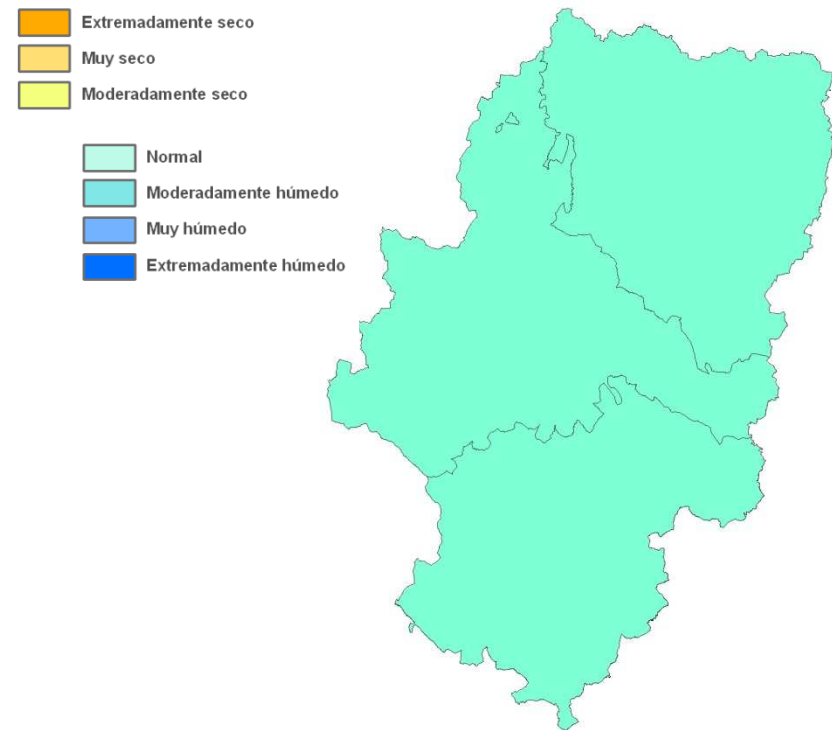 Extremadamente seco
Muy seco
Moderadamente seco
Normal
Moderadamente húmedo
Muy húmedo
Extremadamente húmedo